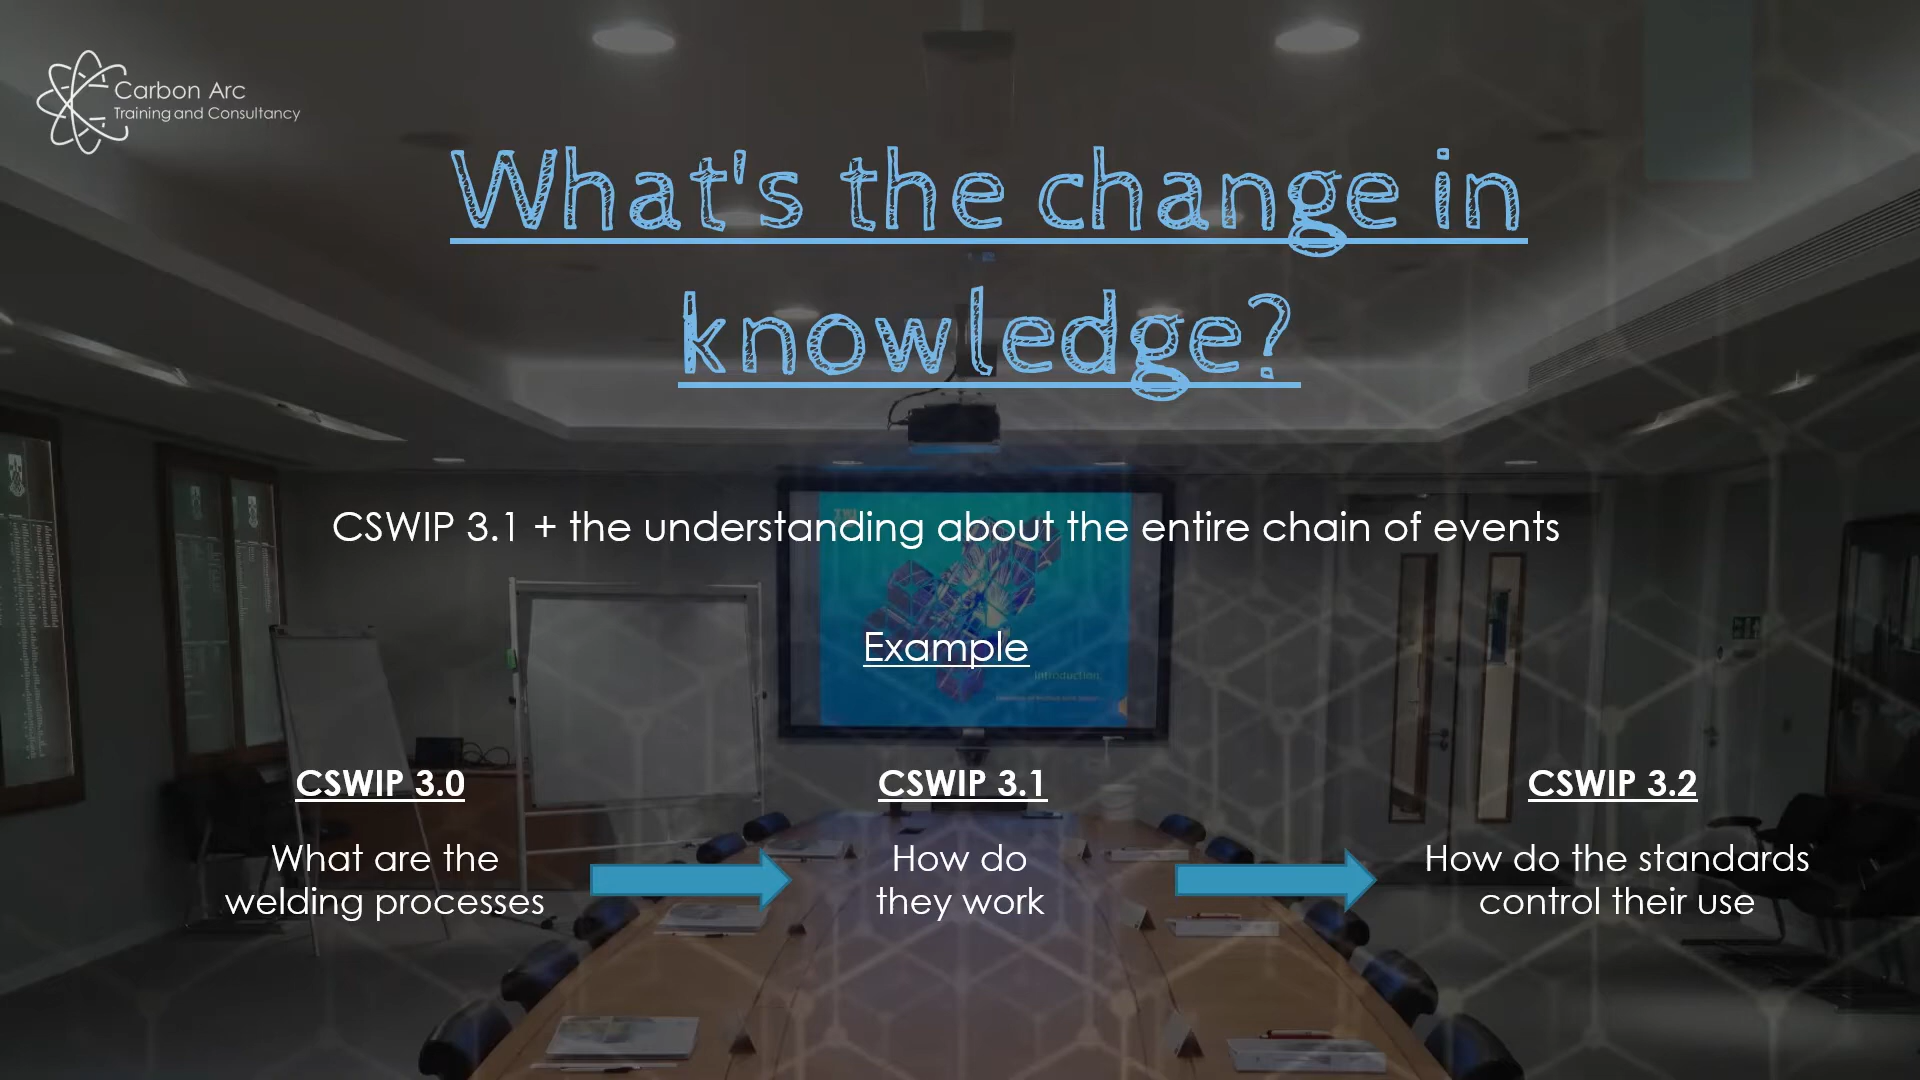 Carbon Arc
Training and Consultancy
What's the change in
knowledge?
CSWIP 3.1 + the understanding about the entire chain of events
Example
Introduction
CSWIP 3.0
CSWIP 3.1
CSWIP 3.2
What are the
welding processes
How do
they work
How do the standards
control their use